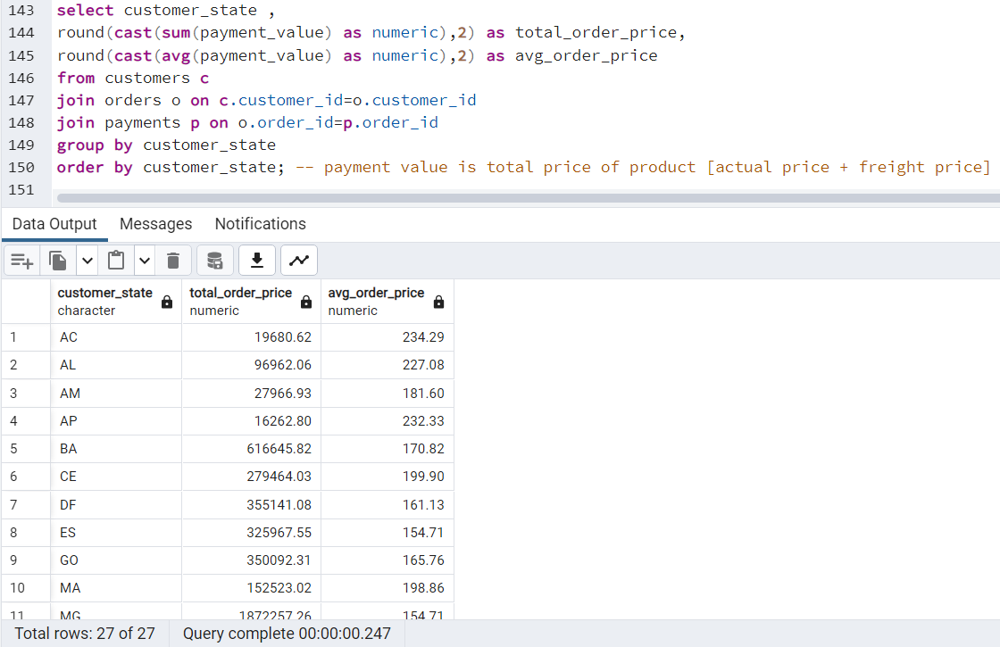 143 select customer_state ,
144 round(cast(sum(payment_value) as numeric),2) as total_order_price,
145 round(cast(avg(payment_value) as numeric),2) as avg_order_price
146 from customers c
147 join orders o on c.customer_id=o.customer_id
148 join payments p on o.order_id=p.order_id
149 group by customer_state
150 order by customer_state; -- payment value is total price of product [actual price + freight price]
151
Data Output Messages Notifications
customer_state total_order_price avg_order_price
character numeric numeric
1 AC 19680.62 234.29
2 AL 96962.06 227.08
3 AM 27966.93 181.60
4 AP 16262.80 232.33
5 BA 616645.82 170.82
6 CE 279464.03 199.90
7 DF 355141.08 161.13
8 ES 325967.55 154.71
9 GO 350092.31 165.76
10 MA 152523.02 198.86
11 MG 1872257.26 154.71
Total rows: 27 of 27 Query complete 00:00:00.247